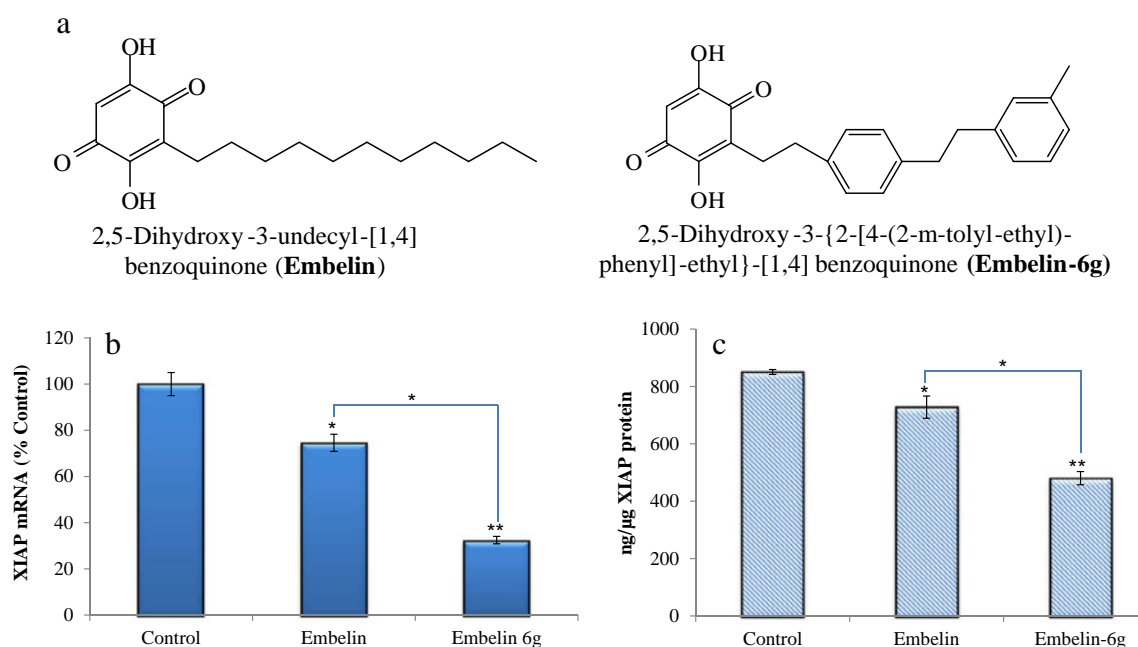 a
OH
O
O
OH
2,5-Dihydroxy -3-undecyl-[1,4]
benzoquinone (Embelin)
OH
O
O
OH
2,5-Dihydroxy -3-{2-[4-(2-m-tolyl-ethyl)-
phenyl]-ethyl}-[1,4] benzoquinone (Embelin-6g)
b
XIAP mRNA (% Control)
120
100
80
60
40
20
0
*
*
**
Control
Embelin
Embelin 6g
c
ng/µg XIAP protein
1000
800
600
400
200
0
*
*
**
Control
Embelin
Embelin-6g